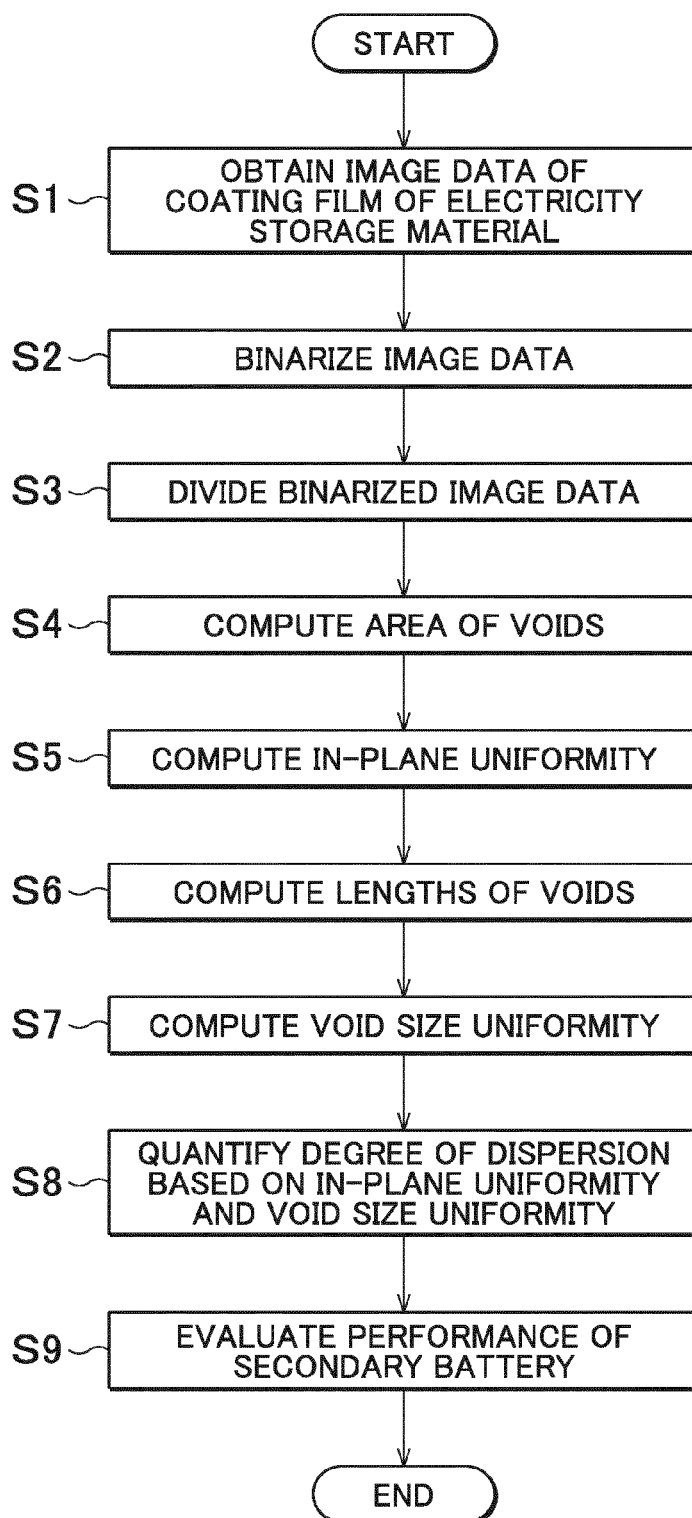 START
S1 OBTAIN IMAGE DATA OF
COATING FILM OF ELECTRICITY
STORAGE MATERIAL
S2 BINARIZE IMAGE DATA
S3 DIVIDE BINARIZED IMAGE DATA
S4 COMPUTE AREA OF VOIDS
S5 COMPUTE IN-PLANE UNIFORMITY
S6 COMPUTE LENGTHS OF VOIDS
S7 COMPUTE VOID SIZE UNIFORMITY
S8 QUANTIFY DEGREE OF DISPERSION
BASED ON IN-PLANE UNIFORMITY
AND VOID SIZE UNIFORMITY
S9 EVALUATE PERFORMANCE OF
SECONDARY BATTERY
END